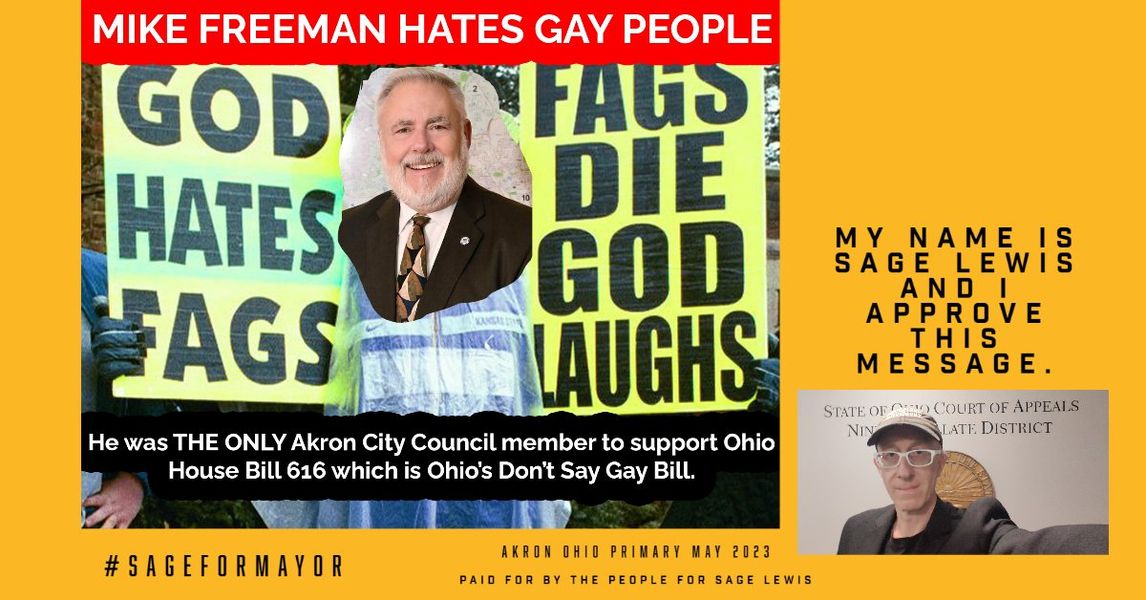 MIKE FREEMAN HATES GAY PEOPLE
GOD
HATES
FAGS
FAGS
DIE
GOD
LAUGHS
He was THE ONLY Akron City Council member to support Ohio
House Bill 616 which is Ohio's Don't Say Gay Bill.
MY NAME IS
SAGE LEWIS
AND I
APPROVE
THIS
MESSAGE.
STATE OF OHIO COURT OF APPEALS
DISTRICT
#SAGEFORMAYOR
AKRON OHIO PRIMARY MAY 2023
PAID FOR BY THE PEOPLE FOR SAGE LEWIS